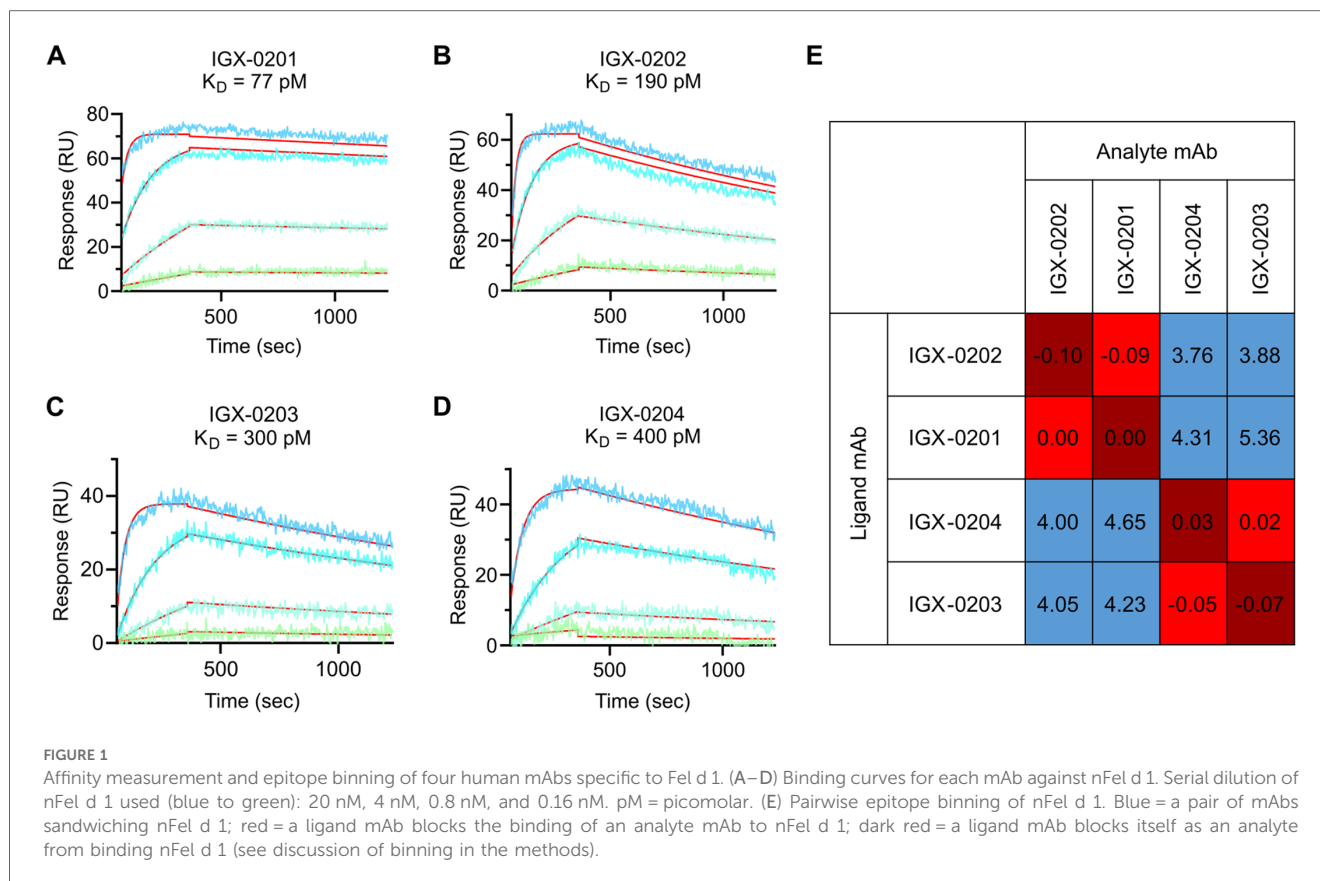 A
IGX-0201
K_D = 77 pM
Response (RU)
80
60
40
20
0
500
1000
Time (sec)
B
IGX-0202
K_D = 190 pM
Response (RU)
60
40
20
0
500
1000
Time (sec)
C
IGX-0203
K_D = 300 pM
Response (RU)
40
20
0
500
1000
Time (sec)
D
IGX-0204
K_D = 400 pM
Response (RU)
40
20
0
500
1000
Time (sec)
E
Analyte mAb
IGX-0202 IGX-0201 IGX-0204 IGX-0203
Ligand mAb
IGX-0202 -0.10 -0.09 3.76 3.88
IGX-0201 0.00 0.00 4.31 5.36
IGX-0204 4.00 4.65 0.03 0.02
IGX-0203 4.05 4.23 -0.05 -0.07
FIGURE 1
Affinity measurement and epitope binning of four human mAbs specific to Fel d 1. (A–D) Binding curves for each mAb against nFel d 1. Serial dilution of
nFel d 1 used (blue to green): 20 nM, 4 nM, 0.8 nM, and 0.16 nM. pM = picomolar. (E) Pairwise epitope binning of nFel d 1. Blue = a pair of mAbs
sandwiching nFel d 1; red = a ligand mAb blocks the binding of an analyte mAb to nFel d 1; dark red = a ligand mAb blocks itself as an analyte
from binding nFel d 1 (see discussion of binning in the methods).